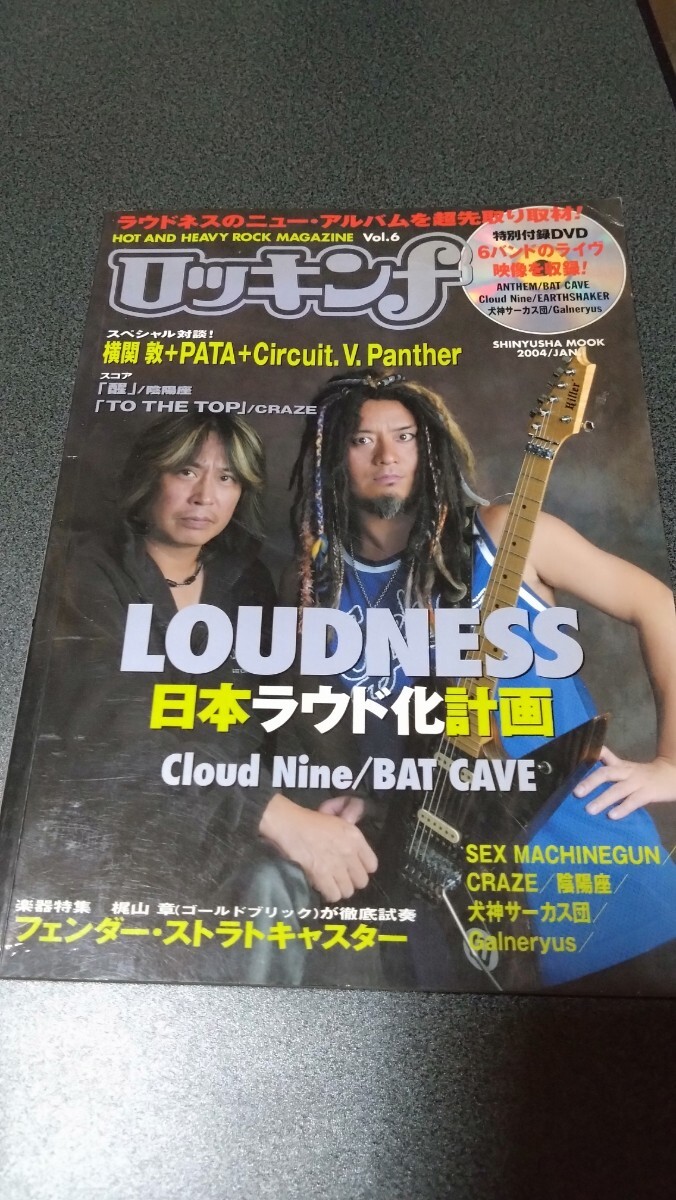 ラウドネスのニュー・アルバムを超先取り取材!
HOT AND HEAVY ROCK MAGAZINE Vol.6
ロッキンf
特別付録DVD
6バンドのライヴ
映像を収録!
ANTHEM/BAT CAVE
Cloud Nine/EARTHSHAKER
犬神サーカス団/Galneryus
SHINYUSHA MOOK
2004/JAN
スペシャル対談!
横関 敦+PATA+Circuit.V.Panther
スコア
「醒」/陰陽座
「TO THE TOP」/CRAZE
Killer
LOUDNESS
日本ラウド化計画
Cloud Nine/BAT CAVE
SEX MACHINEGUN/
CRAZE/陰陽座/
犬神サーカス団/
Galneryus/
楽器特集 梶山 章(ゴールドブリック)が徹底試奏
フェンダー・ストラトキャスター